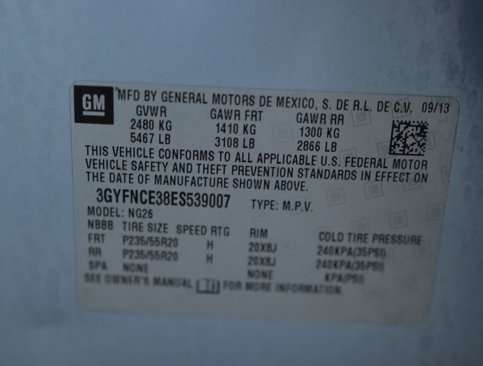 GM
MFD BY GENERAL MOTORS DE MEXICO, S. DE R.L. DE C.V. 09/13
GVWR GAWR FRT GAWR RR
2480 KG 1410 KG 1300 KG
5467 LB 3108 LB 2866 LB
THIS VEHICLE CONFORMS TO ALL APPLICABLE U.S. FEDERAL MOTOR
VEHICLE SAFETY AND THEFT PREVENTION STANDARDS IN EFFECT ON
THE DATE OF MANUFACTURE SHOWN ABOVE.
3GYFNCE38ES539007 TYPE: M.P.V.
MODEL: NG26
NBBB TIRE SIZE SPEED RTG RIM COLD TIRE PRESSURE
FRT P235/55R20 H 20X8J 240KPA(35PSI)
RR P235/55R20 H 20X8J 240KPA(35PSI)
SPA NONE NONE KPA(PSI)
SEE OWNER'S MANUAL FOR MORE INFORMATION.